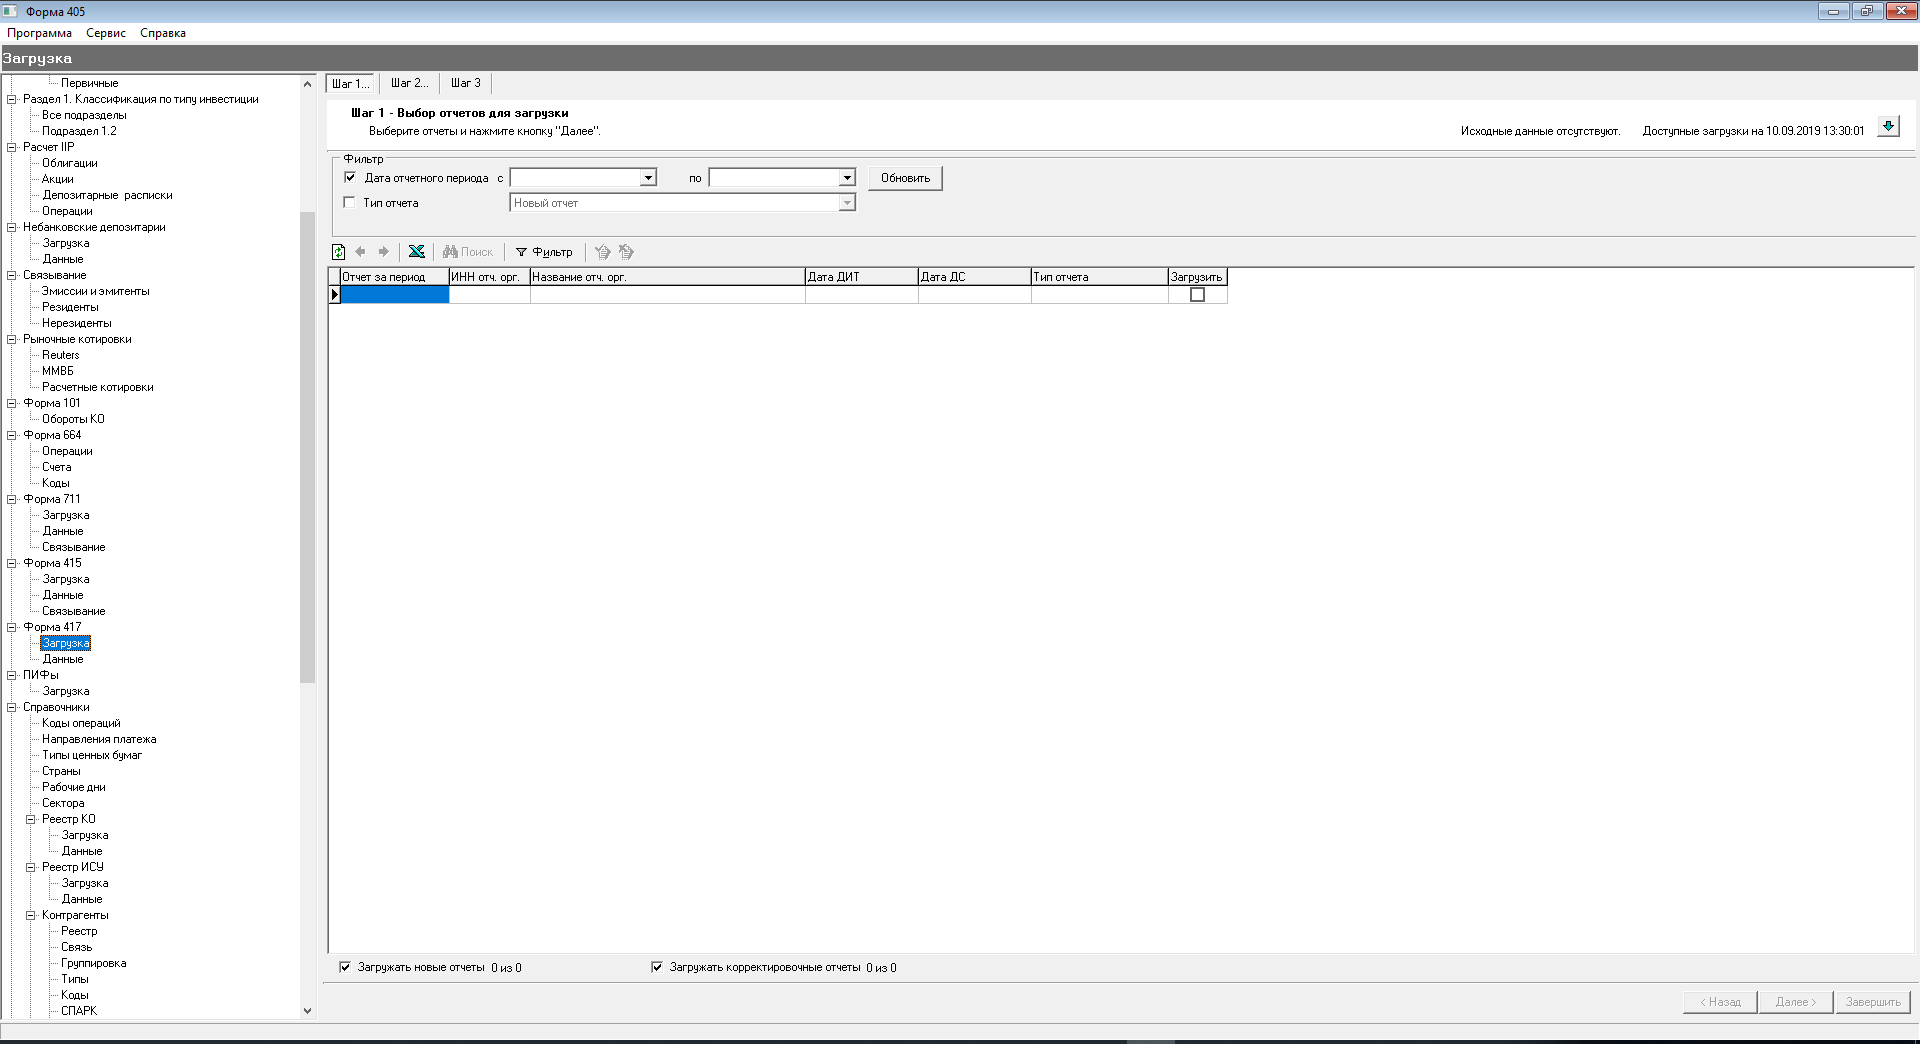 Форма 405
Программа Сервис Справка
Загрузка
Первичные
Раздел 1. Классификация по типу инвестиции
Все подразделы
Подраздел 1.2
Расчет IIP
Облигации
Акции
Депозитарные расписки
Операции
Небанковские депозитарии
Загрузка
Данные
Связывание
Эмиссии и эмитенты
Резиденты
Нерезиденты
Рыночные котировки
Reuters
ММВБ
Расчетные котировки
Форма 101
Обороты КО
Форма 664
Операции
Счета
Коды
Форма 711
Загрузка
Данные
Связывание
Форма 415
Загрузка
Данные
Связывание
Форма 417
Загрузка
Данные
ПИФы
Загрузка
Справочники
Коды операций
Направления платежа
Типы ценных бумаг
Страны
Рабочие дни
Сектора
Реестр КО
Загрузка
Данные
Реестр ИСУ
Загрузка
Данные
Контрагенты
Реестр
Связь
Группировка
Типы
Коды
СПАРК
Шаг 1... Шаг 2... Шаг 3
Шаг 1 - Выбор отчетов для загрузки
Выберите отчеты и нажмите кнопку "Далее".
Исходные данные отсутствуют. Доступные загрузки на 10.09.2019 13:30:01
Фильтр
Дата отчетного периода с по Обновить
Тип отчета Новый отчет
Поиск Фильтр
Отчет за период ИНН отч. орг. Название отч. орг. Дата ДИТ Дата ДС Тип отчета Загрузить
Загружать новые отчеты 0 из 0 Загружать корректировочные отчеты 0 из 0
< Назад Далее > Завершить